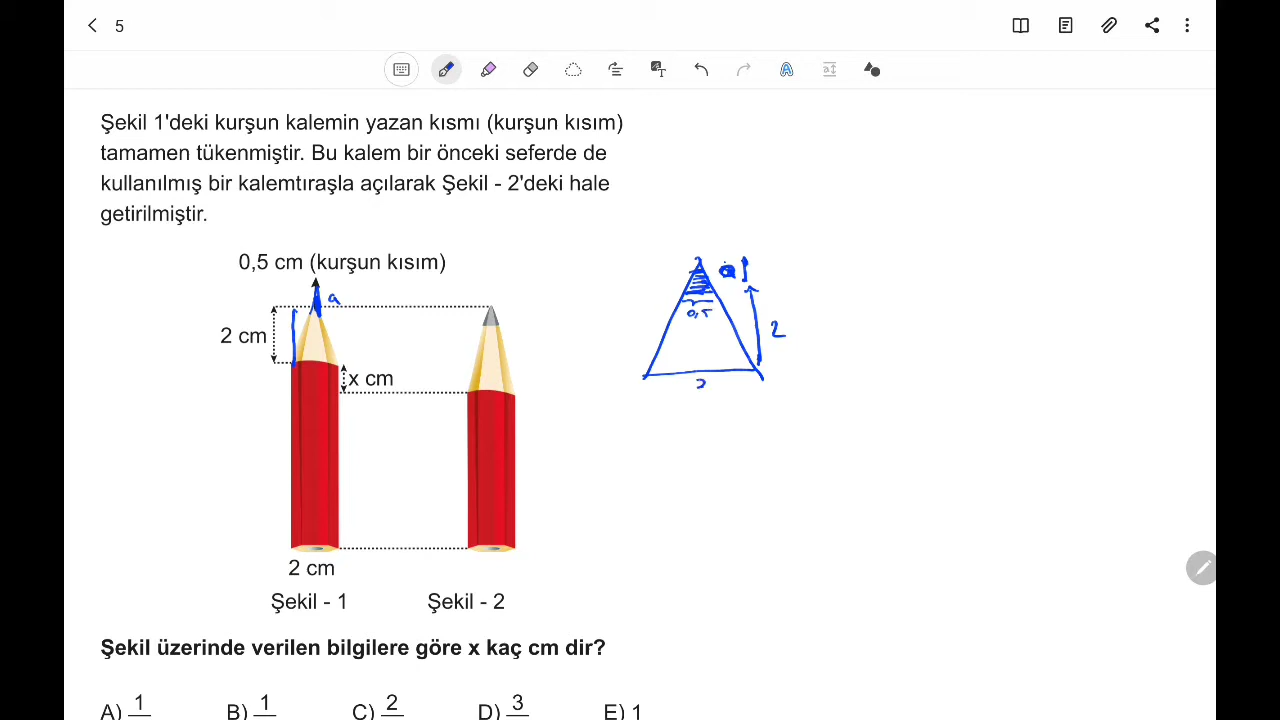 5
Şekil 1'deki kurşun kalemin yazan kısmı (kurşun kısım)
tamamen tükenmiştir. Bu kalem bir önceki seferde de
kullanılmış bir kalemtıraşla açılarak Şekil - 2'deki hale
getirilmiştir.
0,5 cm (kurşun kısım)
a
2 cm
x cm
0,5
2
2
2 cm
Şekil - 1
Şekil - 2
Şekil üzerinde verilen bilgilere göre x kaç cm dir?
A) 1
B) 1
C) 2
D) 3
E) 1